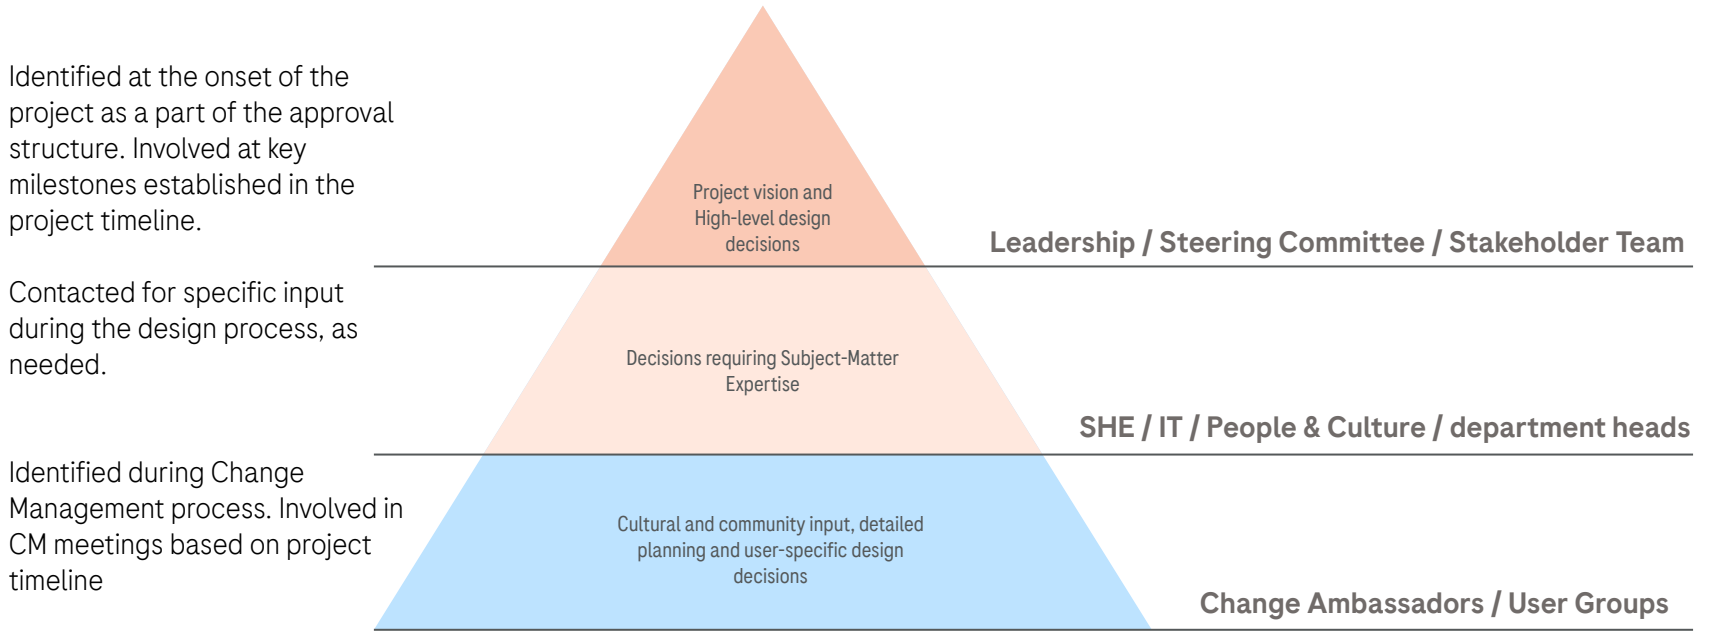 Identified at the onset of the
project as a part of the approval
structure. Involved at key
milestones established in the
project timeline.
Project vision and
High-level design
decisions
Leadership / Steering Committee / Stakeholder Team
Contacted for specific input
during the design process, as
needed.
Decisions requiring Subject-Matter
Expertise
SHE / IT / People & Culture / department heads
Identified during Change
Management process. Involved in
CM meetings based on project
timeline
Cultural and community input, detailed
planning and user-specific design
decisions
Change Ambassadors / User Groups